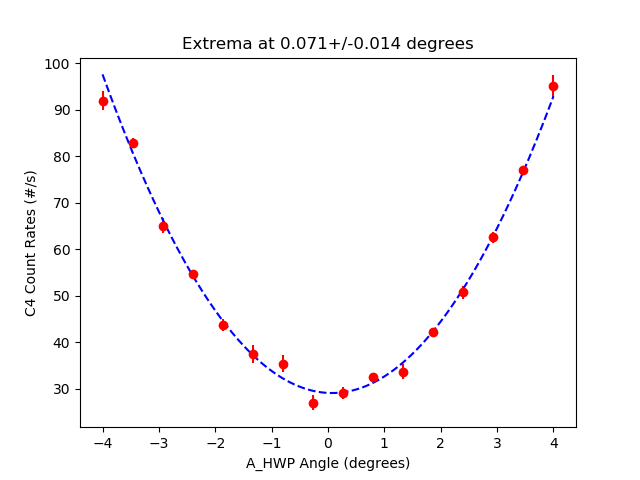 Extrema at 0.071+/-0.014 degrees
100
90
80
70
60
50
40
30
C4 Count Rates (#/s)
−4 −3 −2 −1 0 1 2 3 4
A_HWP Angle (degrees)